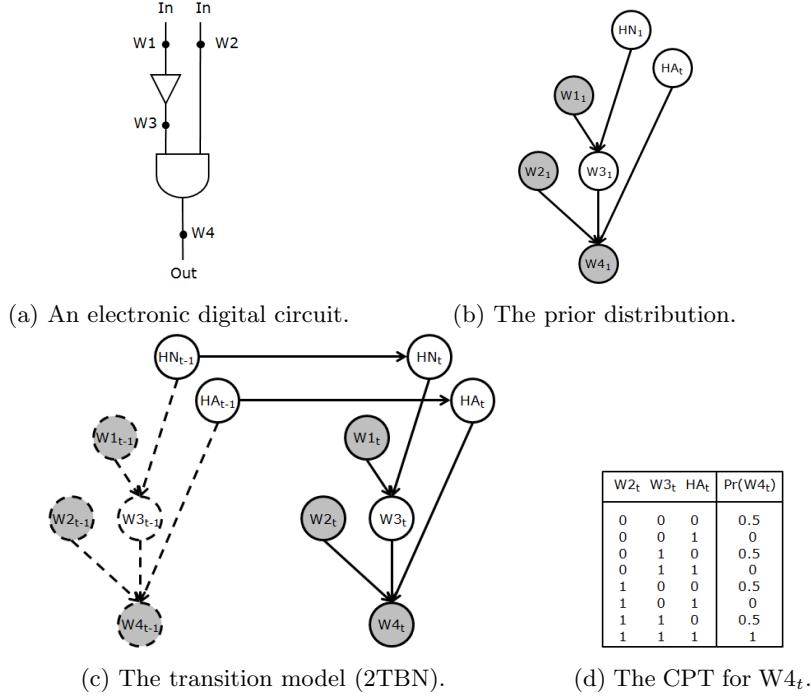 In In
W1 W2
W3
W4
Out
(a) An electronic digital circuit.
HN₁
HAₜ
W1₁
W2₁ W3₁
W4₁
(b) The prior distribution.
HNₜ₋₁ HNₜ
HAₜ₋₁ HAₜ
W1ₜ₋₁ W1ₜ
W2ₜ₋₁ W3ₜ₋₁ W2ₜ W3ₜ
W4ₜ₋₁ W4ₜ
(c) The transition model (2TBN).
W2ₜ W3ₜ HAₜ Pr(W4ₜ)
0 0 0 0.5
0 0 1 0
0 1 0 0.5
0 1 1 0
1 0 0 0.5
1 0 1 0
1 1 0 0.5
1 1 1 1
(d) The CPT for W4ₜ.